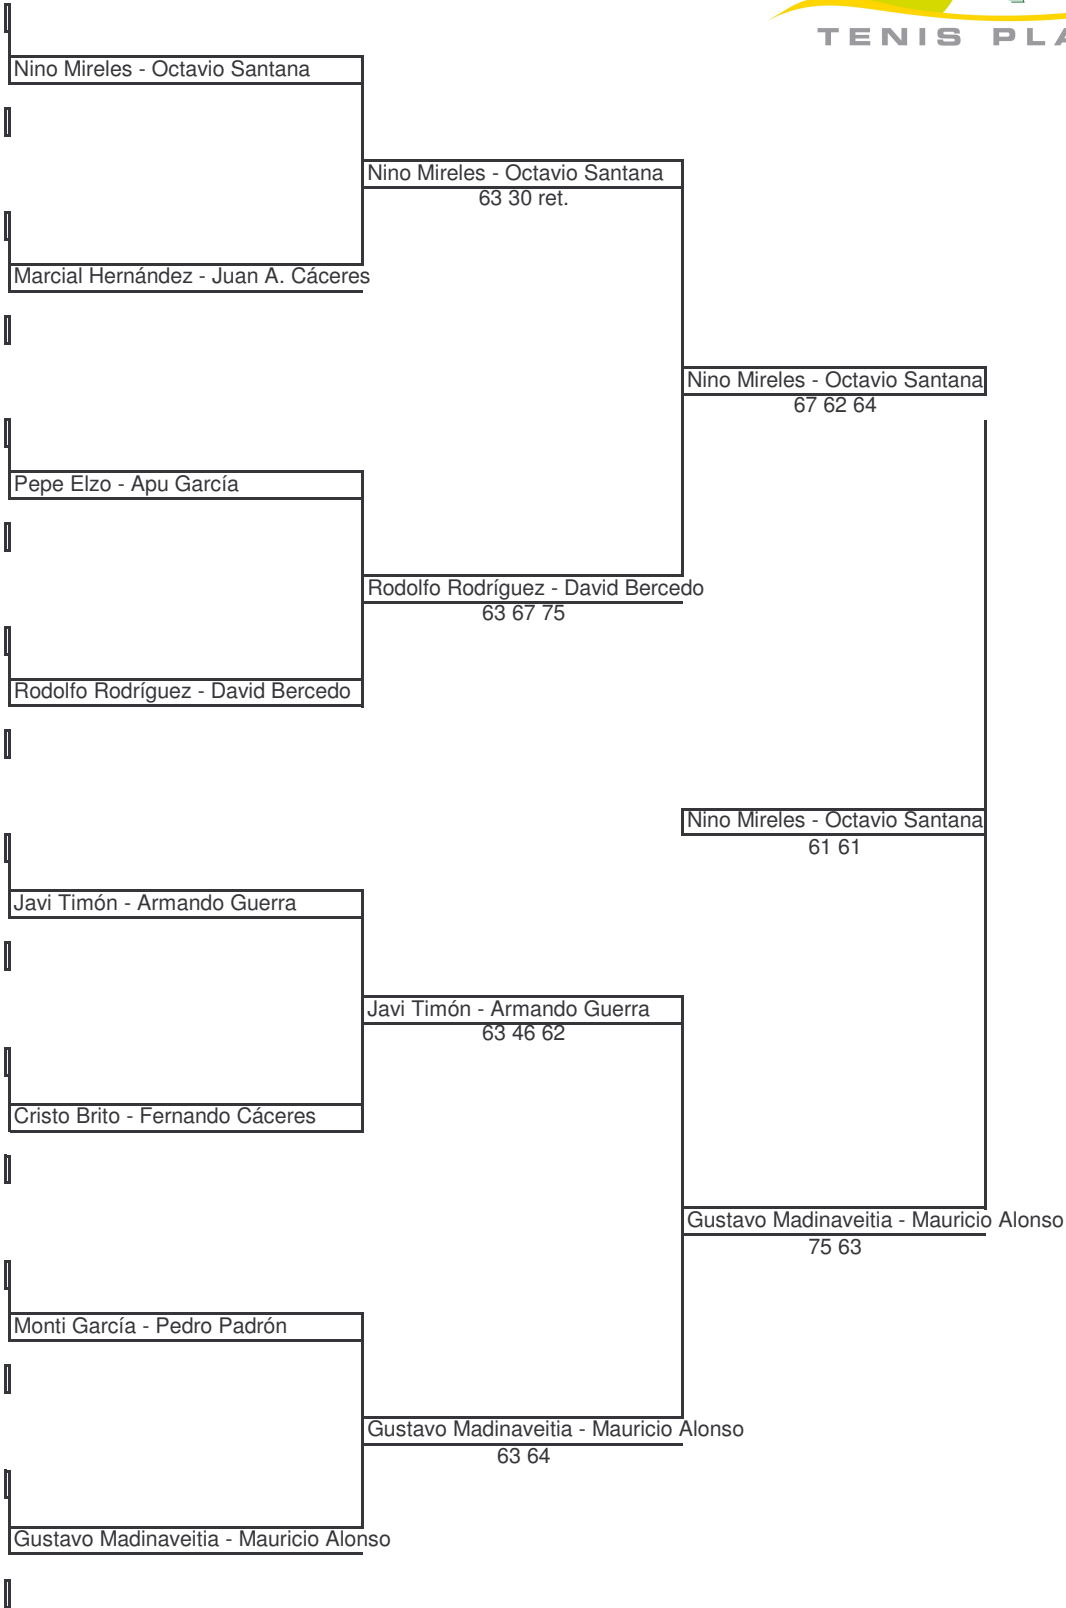 TENIS PLA
Nino Mireles - Octavio Santana
Nino Mireles - Octavio Santana
63 30 ret.
Marcial Hernández - Juan A. Cáceres
Nino Mireles - Octavio Santana
67 62 64
Pepe Elzo - Apu García
Rodolfo Rodríguez - David Bercedo
63 67 75
Rodolfo Rodríguez - David Bercedo
Nino Mireles - Octavio Santana
61 61
Javi Timón - Armando Guerra
Javi Timón - Armando Guerra
63 46 62
Cristo Brito - Fernando Cáceres
Gustavo Madinaveitia - Mauricio Alonso
75 63
Monti García - Pedro Padrón
Gustavo Madinaveitia - Mauricio Alonso
63 64
Gustavo Madinaveitia - Mauricio Alonso